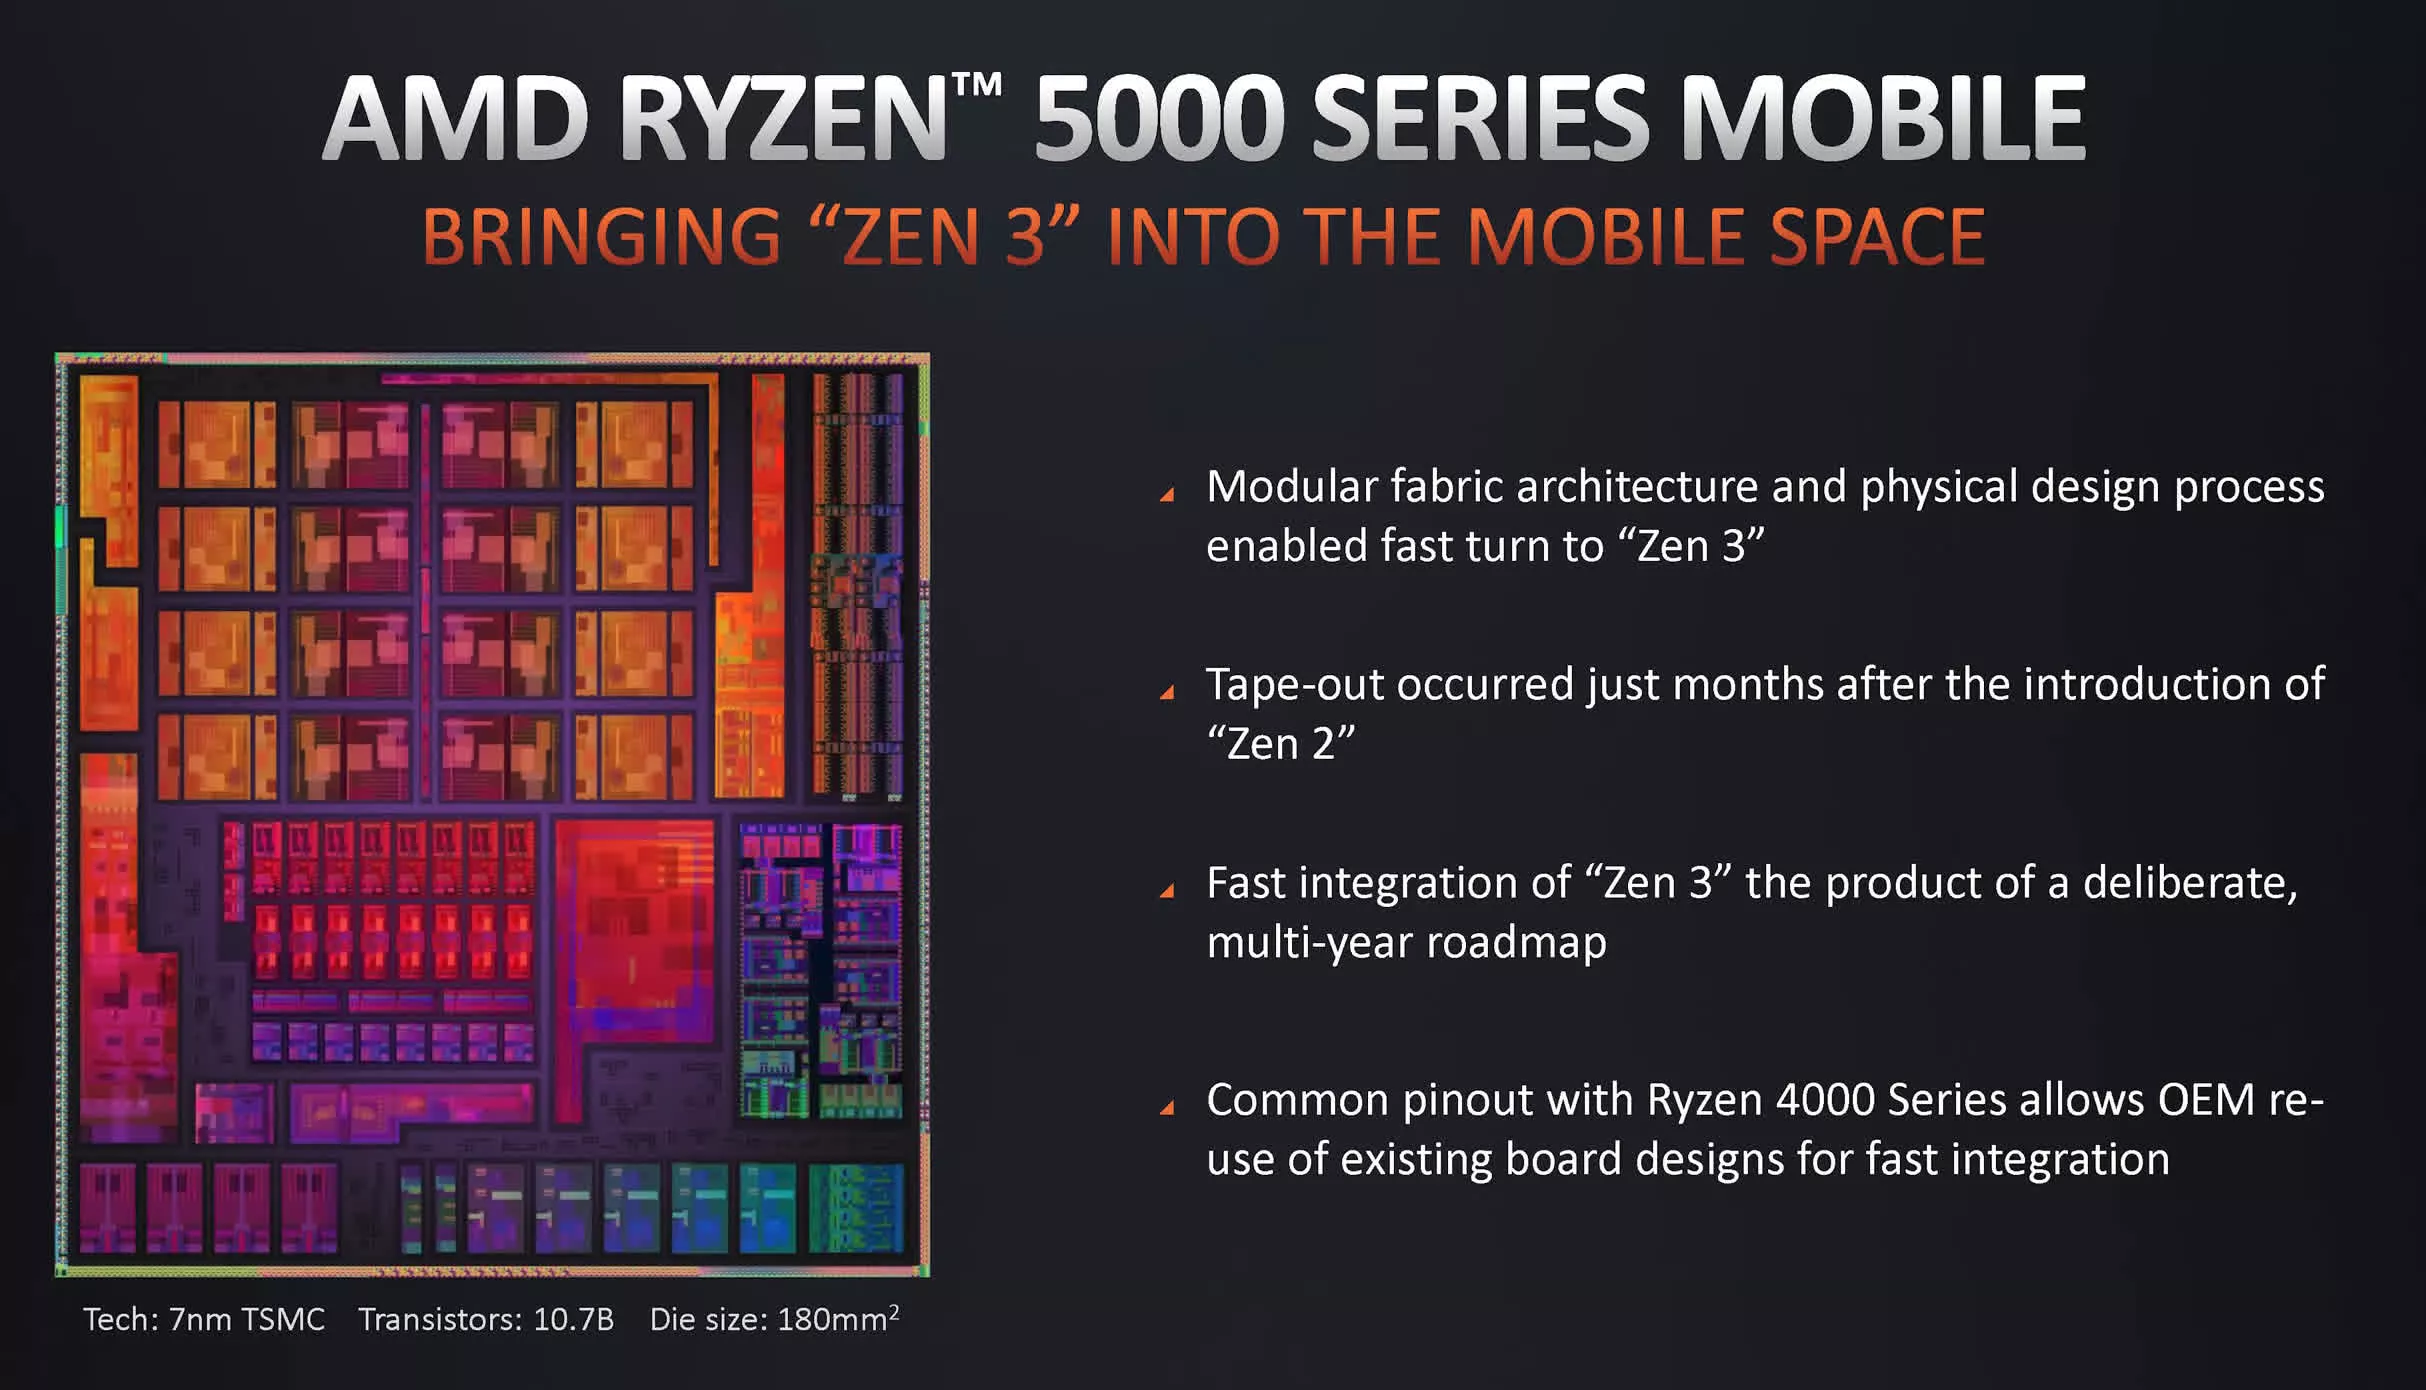 AMD RYZEN™ 5000 SERIES MOBILE
BRINGING “ZEN 3” INTO THE MOBILE SPACE
Modular fabric architecture and physical design process
enabled fast turn to “Zen 3”
Tape-out occurred just months after the introduction of
“Zen 2”
Fast integration of “Zen 3” the product of a deliberate,
multi-year roadmap
Common pinout with Ryzen 4000 Series allows OEM re-
use of existing board designs for fast integration
Tech: 7nm TSMC Transistors: 10.7B Die size: 180mm²